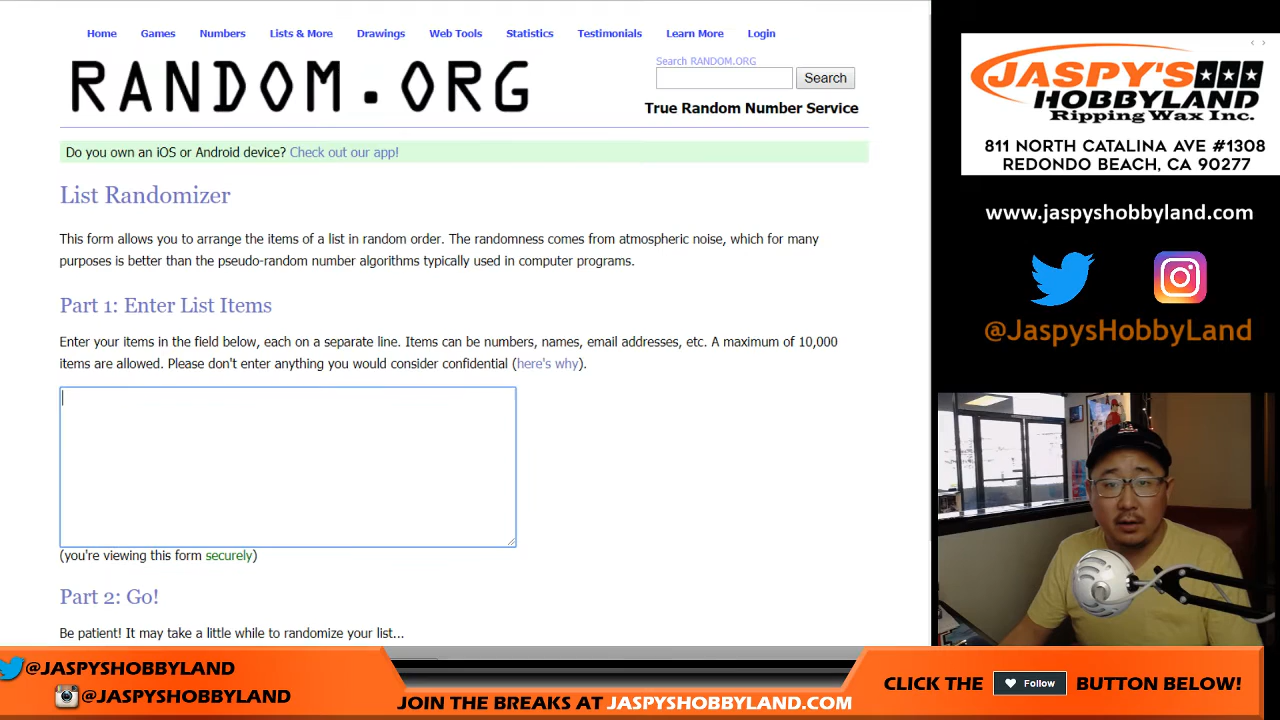 Home Games Numbers Lists & More Drawings Web Tools Statistics Testimonials Learn More Login
RANDOM.ORG
Search RANDOM.ORG
Search
True Random Number Service
Do you own an iOS or Android device? Check out our app!
List Randomizer
This form allows you to arrange the items of a list in random order. The randomness comes from atmospheric noise, which for many
purposes is better than the pseudo-random number algorithms typically used in computer programs.
Part 1: Enter List Items
Enter your items in the field below, each on a separate line. Items can be numbers, names, email addresses, etc. A maximum of 10,000
items are allowed. Please don't enter anything you would consider confidential (here's why).
(you're viewing this form securely)
Part 2: Go!
Be patient! It may take a little while to randomize your list...
JASPY'S
HOBBYLAND
Ripping Wax Inc.
811 NORTH CATALINA AVE #1308
REDONDO BEACH, CA 90277
www.jaspyshobbyland.com
@JaspysHobbyLand
@JASPYSHOBBYLAND
@JASPYSHOBBYLAND
JOIN THE BREAKS AT JASPYSHOBBYLAND.COM
CLICK THE Follow BUTTON BELOW!